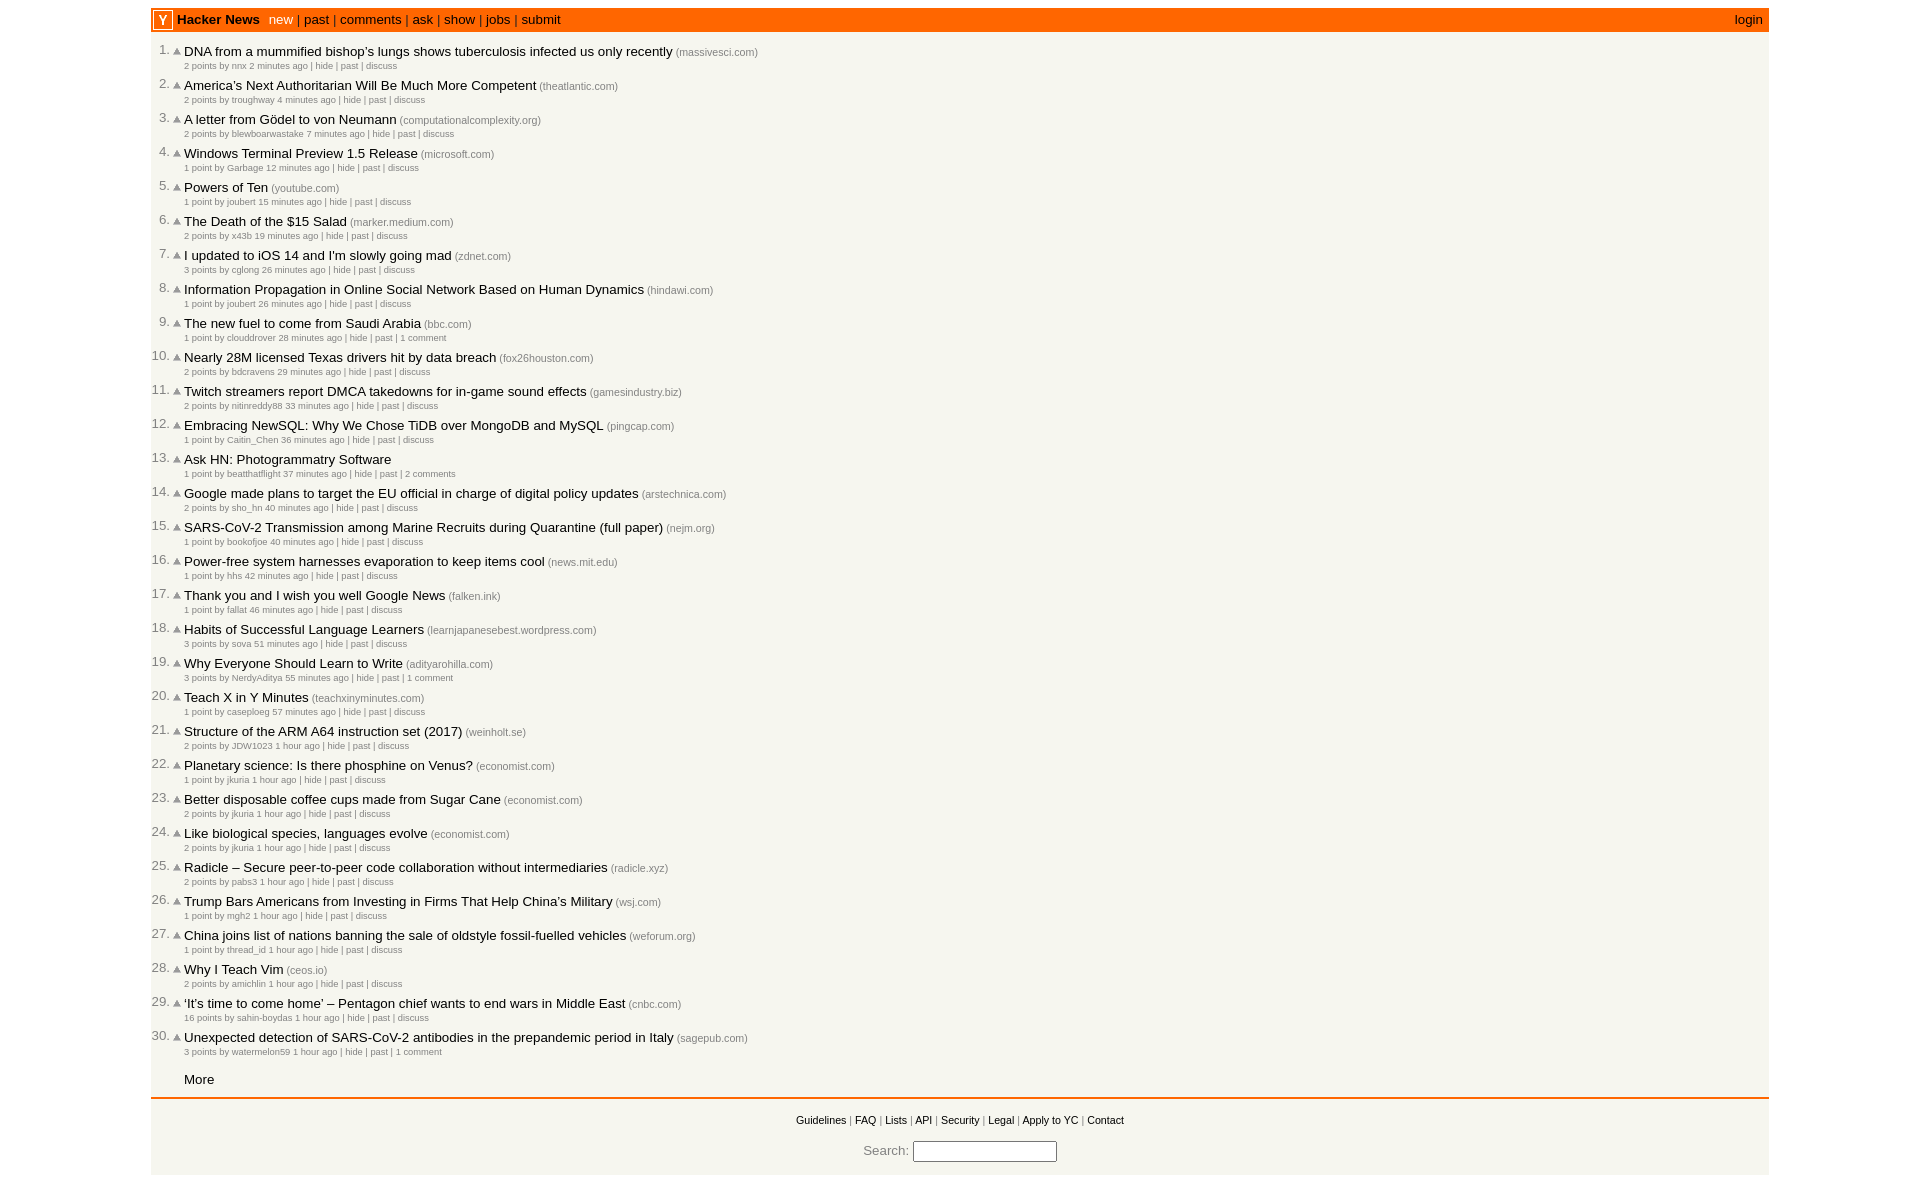 Y Hacker News new | past | comments | ask | show | jobs | submit login
1. DNA from a mummified bishop’s lungs shows tuberculosis infected us only recently (massivesci.com)
2 points by nnx 2 minutes ago | hide | past | discuss
2. America’s Next Authoritarian Will Be Much More Competent (theatlantic.com)
2 points by troughway 4 minutes ago | hide | past | discuss
3. A letter from Gödel to von Neumann (computationalcomplexity.org)
2 points by blewboarwastake 7 minutes ago | hide | past | discuss
4. Windows Terminal Preview 1.5 Release (microsoft.com)
1 point by Garbage 12 minutes ago | hide | past | discuss
5. Powers of Ten (youtube.com)
1 point by joubert 15 minutes ago | hide | past | discuss
6. The Death of the $15 Salad (marker.medium.com)
2 points by x43b 19 minutes ago | hide | past | discuss
7. I updated to iOS 14 and I'm slowly going mad (zdnet.com)
3 points by cglong 26 minutes ago | hide | past | discuss
8. Information Propagation in Online Social Network Based on Human Dynamics (hindawi.com)
1 point by joubert 26 minutes ago | hide | past | discuss
9. The new fuel to come from Saudi Arabia (bbc.com)
1 point by clouddrover 28 minutes ago | hide | past | 1 comment
10. Nearly 28M licensed Texas drivers hit by data breach (fox26houston.com)
2 points by bdcravens 29 minutes ago | hide | past | discuss
11. Twitch streamers report DMCA takedowns for in-game sound effects (gamesindustry.biz)
2 points by nitinreddy88 33 minutes ago | hide | past | discuss
12. Embracing NewSQL: Why We Chose TiDB over MongoDB and MySQL (pingcap.com)
1 point by Caitin_Chen 36 minutes ago | hide | past | discuss
13. Ask HN: Photogrammatry Software
1 point by beatthatflight 37 minutes ago | hide | past | 2 comments
14. Google made plans to target the EU official in charge of digital policy updates (arstechnica.com)
2 points by sho_hn 40 minutes ago | hide | past | discuss
15. SARS-CoV-2 Transmission among Marine Recruits during Quarantine (full paper) (nejm.org)
1 point by bookofjoe 40 minutes ago | hide | past | discuss
16. Power-free system harnesses evaporation to keep items cool (news.mit.edu)
1 point by hhs 42 minutes ago | hide | past | discuss
17. Thank you and I wish you well Google News (falken.ink)
1 point by fallat 46 minutes ago | hide | past | discuss
18. Habits of Successful Language Learners (learnjapanesebest.wordpress.com)
3 points by sova 51 minutes ago | hide | past | discuss
19. Why Everyone Should Learn to Write (adityarohilla.com)
3 points by NerdyAditya 55 minutes ago | hide | past | 1 comment
20. Teach X in Y Minutes (teachxinyminutes.com)
1 point by caseploeg 57 minutes ago | hide | past | discuss
21. Structure of the ARM A64 instruction set (2017) (weinholt.se)
2 points by JDW1023 1 hour ago | hide | past | discuss
22. Planetary science: Is there phosphine on Venus? (economist.com)
1 point by jkuria 1 hour ago | hide | past | discuss
23. Better disposable coffee cups made from Sugar Cane (economist.com)
2 points by jkuria 1 hour ago | hide | past | discuss
24. Like biological species, languages evolve (economist.com)
2 points by jkuria 1 hour ago | hide | past | discuss
25. Radicle – Secure peer-to-peer code collaboration without intermediaries (radicle.xyz)
2 points by pabs3 1 hour ago | hide | past | discuss
26. Trump Bars Americans from Investing in Firms That Help China’s Military (wsj.com)
1 point by mgh2 1 hour ago | hide | past | discuss
27. China joins list of nations banning the sale of oldstyle fossil-fuelled vehicles (weforum.org)
1 point by thread_id 1 hour ago | hide | past | discuss
28. Why I Teach Vim (ceos.io)
2 points by amichlin 1 hour ago | hide | past | discuss
29. ‘It’s time to come home’ – Pentagon chief wants to end wars in Middle East (cnbc.com)
16 points by sahin-boydas 1 hour ago | hide | past | discuss
30. Unexpected detection of SARS-CoV-2 antibodies in the prepandemic period in Italy (sagepub.com)
3 points by watermelon59 1 hour ago | hide | past | 1 comment
More
Guidelines | FAQ | Lists | API | Security | Legal | Apply to YC | Contact
Search: